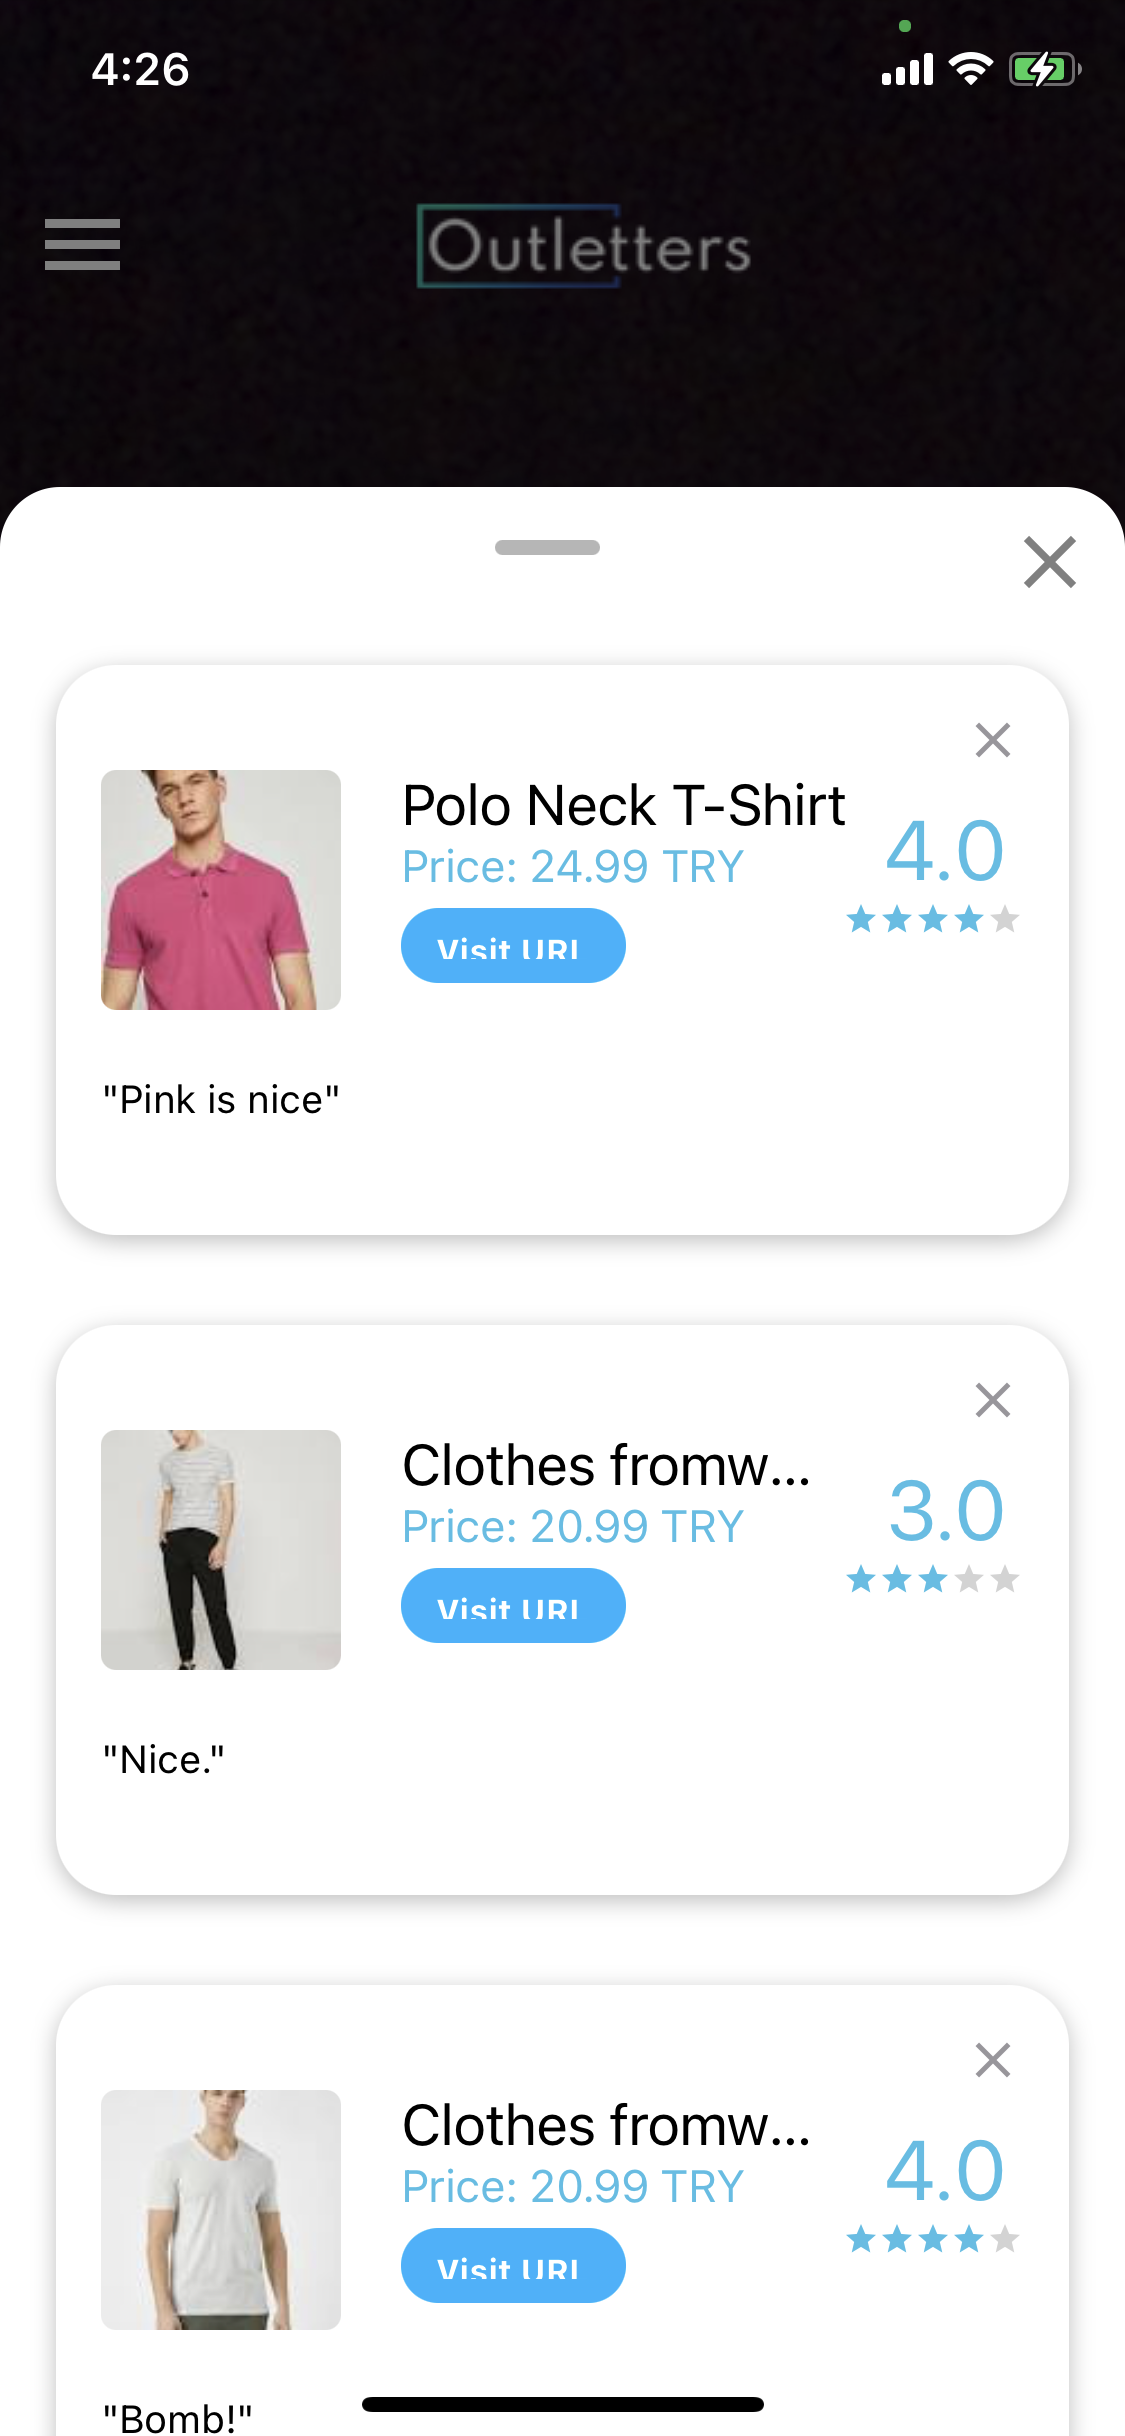 4:26
Outletters
Polo Neck T-Shirt
Price: 24.99 TRY
4.0
Visit URL
"Pink is nice"
Clothes fromw...
Price: 20.99 TRY
3.0
Visit URL
"Nice."
Clothes fromw...
Price: 20.99 TRY
4.0
Visit URL
"Bomb!"